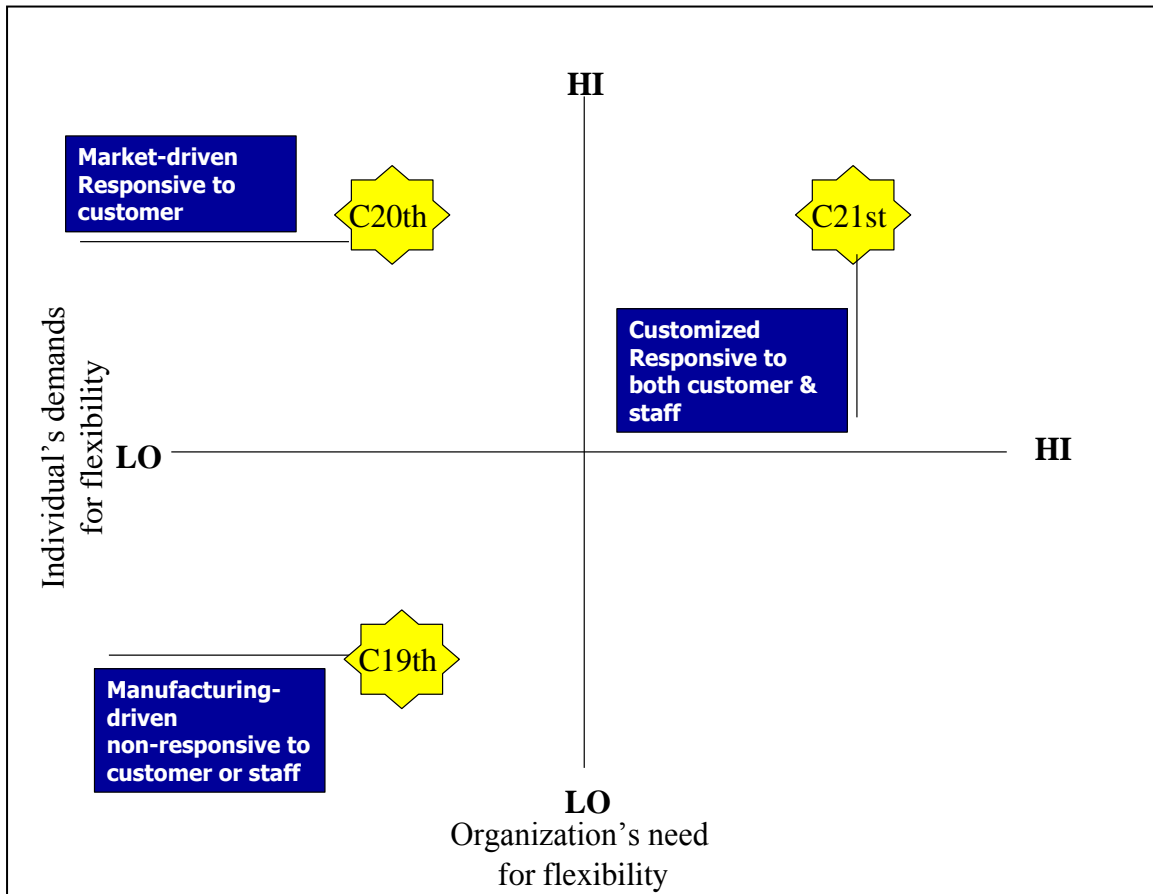 HI
Market-driven
Responsive to
customer
C20th
C21st
Customized
Responsive to
both customer &
staff
Individual’s demands
for flexibility
LO
HI
C19th
Manufacturing-
driven
non-responsive to
customer or staff
LO
Organization’s need
for flexibility